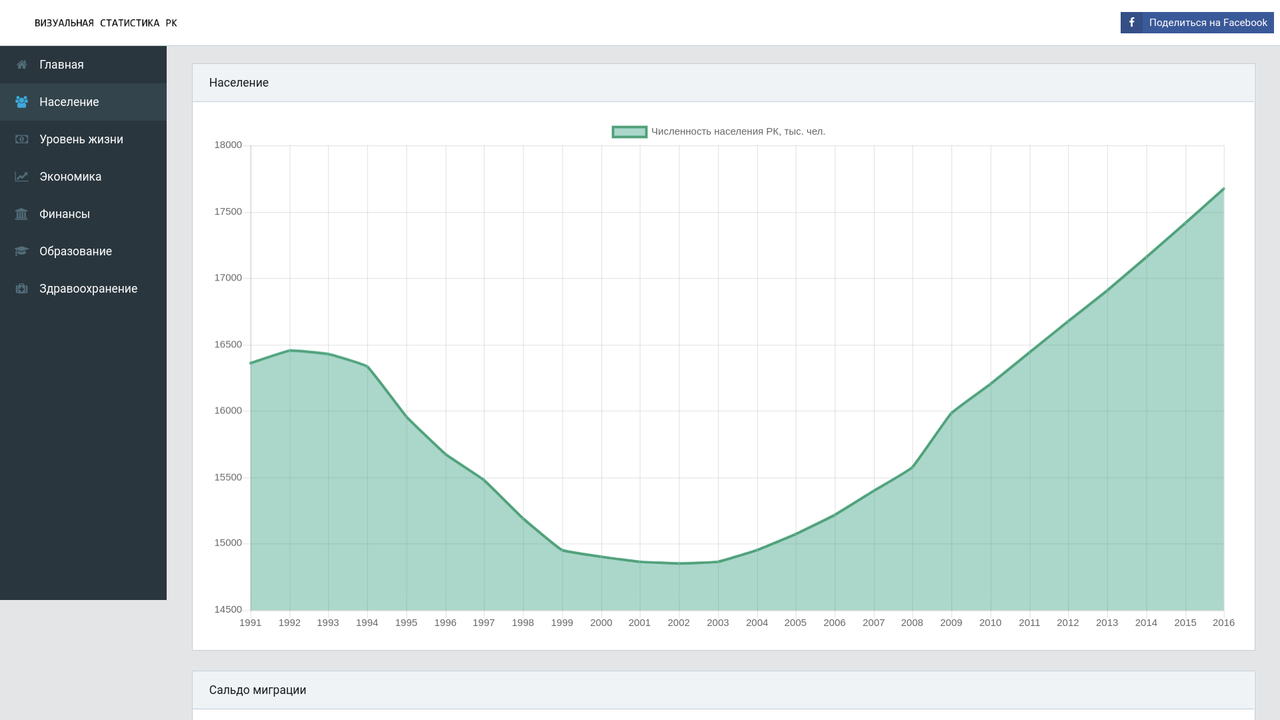 ВИЗУАЛЬНАЯ СТАТИСТИКА РК
Поделиться на Facebook
Главная
Население
Уровень жизни
Экономика
Финансы
Образование
Здравоохранение
Население
Численность населения РК, тыс. чел.
18000
17500
17000
16500
16000
15500
15000
14500
1991 1992 1993 1994 1995 1996 1997 1998 1999 2000 2001 2002 2003 2004 2005 2006 2007 2008 2009 2010 2011 2012 2013 2014 2015 2016
Сальдо миграции